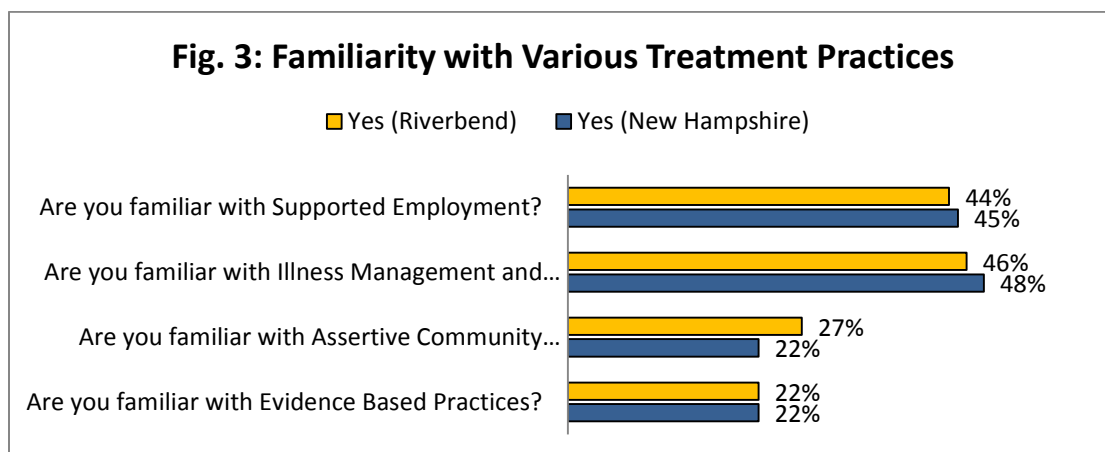 Fig. 3: Familiarity with Various Treatment Practices
Yes (Riverbend) Yes (New Hampshire)
Are you familiar with Supported Employment?
44%
45%
Are you familiar with Illness Management and…
46%
48%
Are you familiar with Assertive Community…
27%
22%
Are you familiar with Evidence Based Practices?
22%
22%